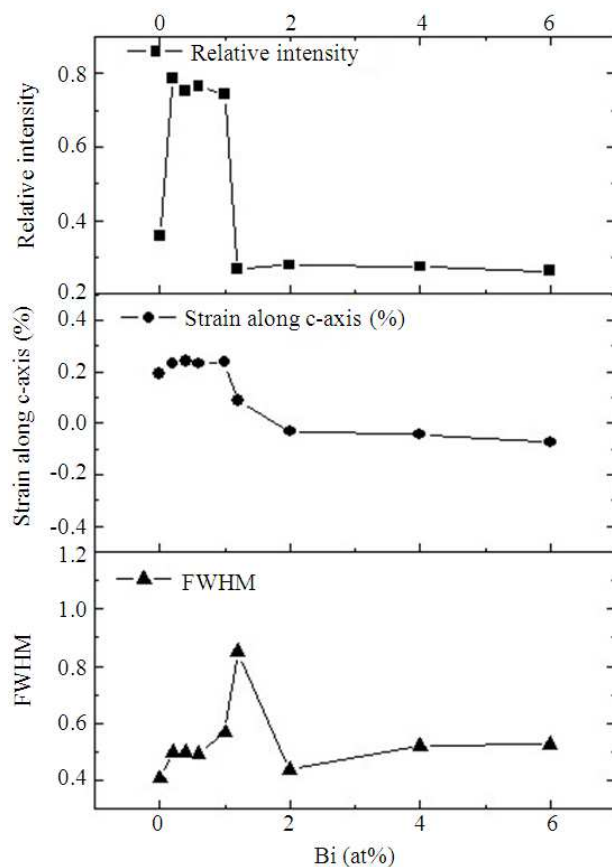 0 2 4 6
Relative intensity
0.8
0.6
0.4
0.2
Relative intensity
Strain along c-axis (%)
0.4
0.2
0.0
-0.2
-0.4
Strain along c-axis (%)
1.2
FWHM
1.0
0.8
0.6
0.4
FWHM
0 2 4 6
Bi (at%)